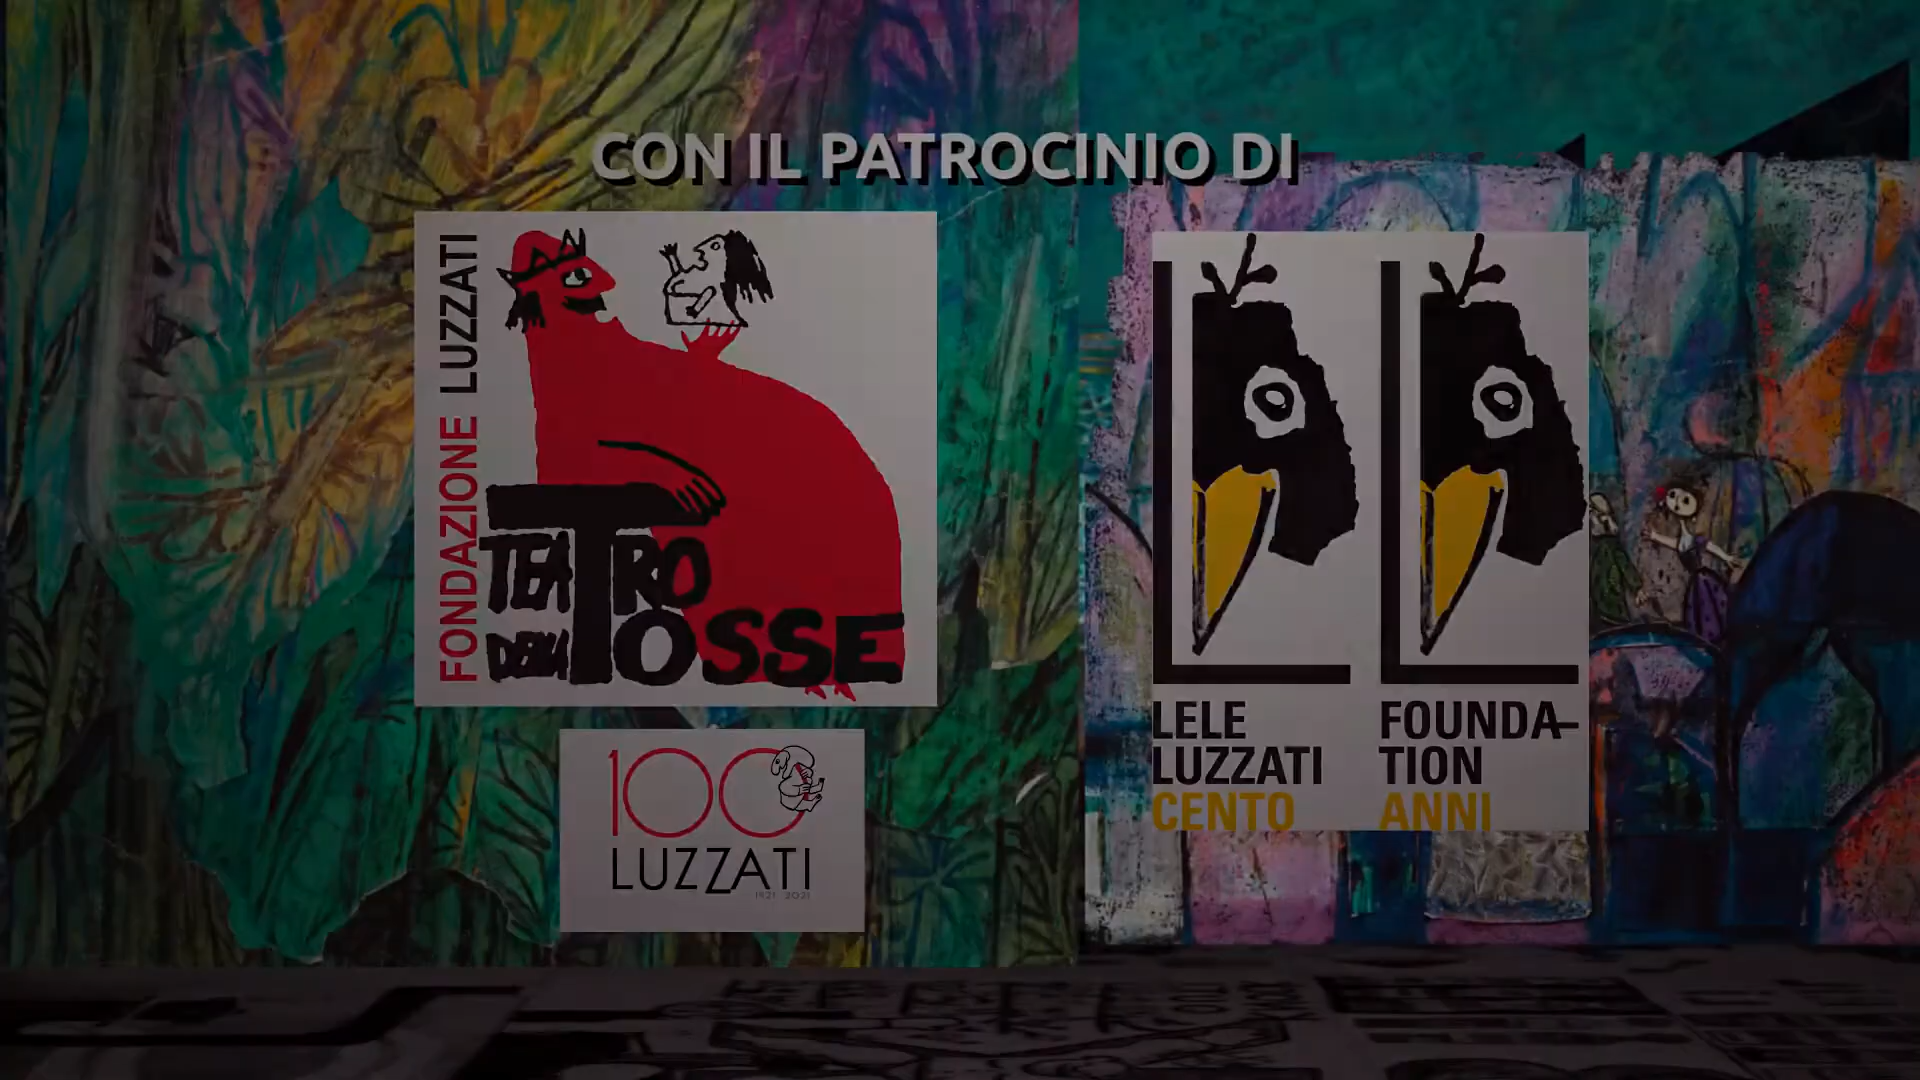 CON IL PATROCINIO DI
FONDAZIONE LUZZATI
TEATRO
DELLA TOSSE
100
LUZZATI
1921 2021
LELE
LUZZATI
CENTO
FOUNDA-
TION
ANNI